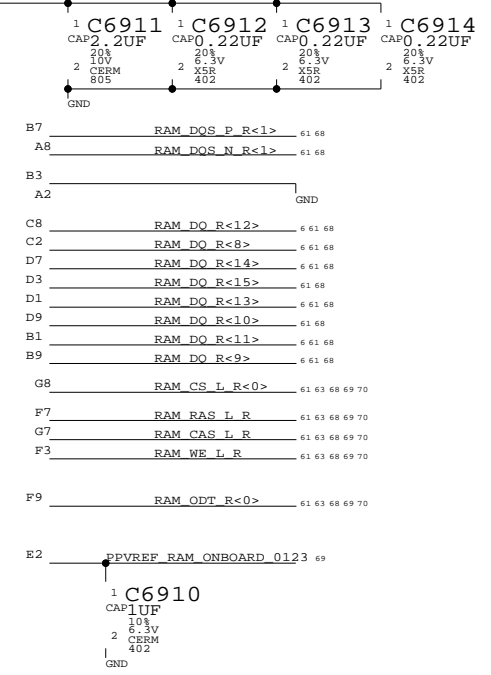 1 C6911
CAP 2.2UF
20%
10V
2 CERM
805
1 C6912
CAP 0.22UF
20%
6.3V
2 X5R
402
1 C6913
CAP 0.22UF
20%
6.3V
2 X5R
402
1 C6914
CAP 0.22UF
20%
6.3V
2 X5R
402
GND
B7 RAM_DQS_P_R<1> 61 68
A8 RAM_DQS_N_R<1> 61 68
B3
A2
GND
C8 RAM_DQ_R<12> 6 61 68
C2 RAM_DQ_R<8> 6 61 68
D7 RAM_DQ_R<14> 6 61 68
D3 RAM_DQ_R<15> 6 61 68
D1 RAM_DQ_R<13> 6 61 68
D9 RAM_DQ_R<10> 61 68
B1 RAM_DQ_R<11> 6 61 68
B9 RAM_DQ_R<9> 6 61 68
G8 RAM_CS_L_R<0> 61 63 68 69 70
F7 RAM_RAS_L_R 61 63 68 69 70
G7 RAM_CAS_L_R 61 63 68 69 70
F3 RAM_WE_L_R 61 63 68 69 70
F9 RAM_ODT_R<0> 61 63 68 69 70
E2 PPVREF_RAM_ONBOARD_0123 69
1 C6910
CAP 1UF
10%
6.3V
2 CERM
402
GND